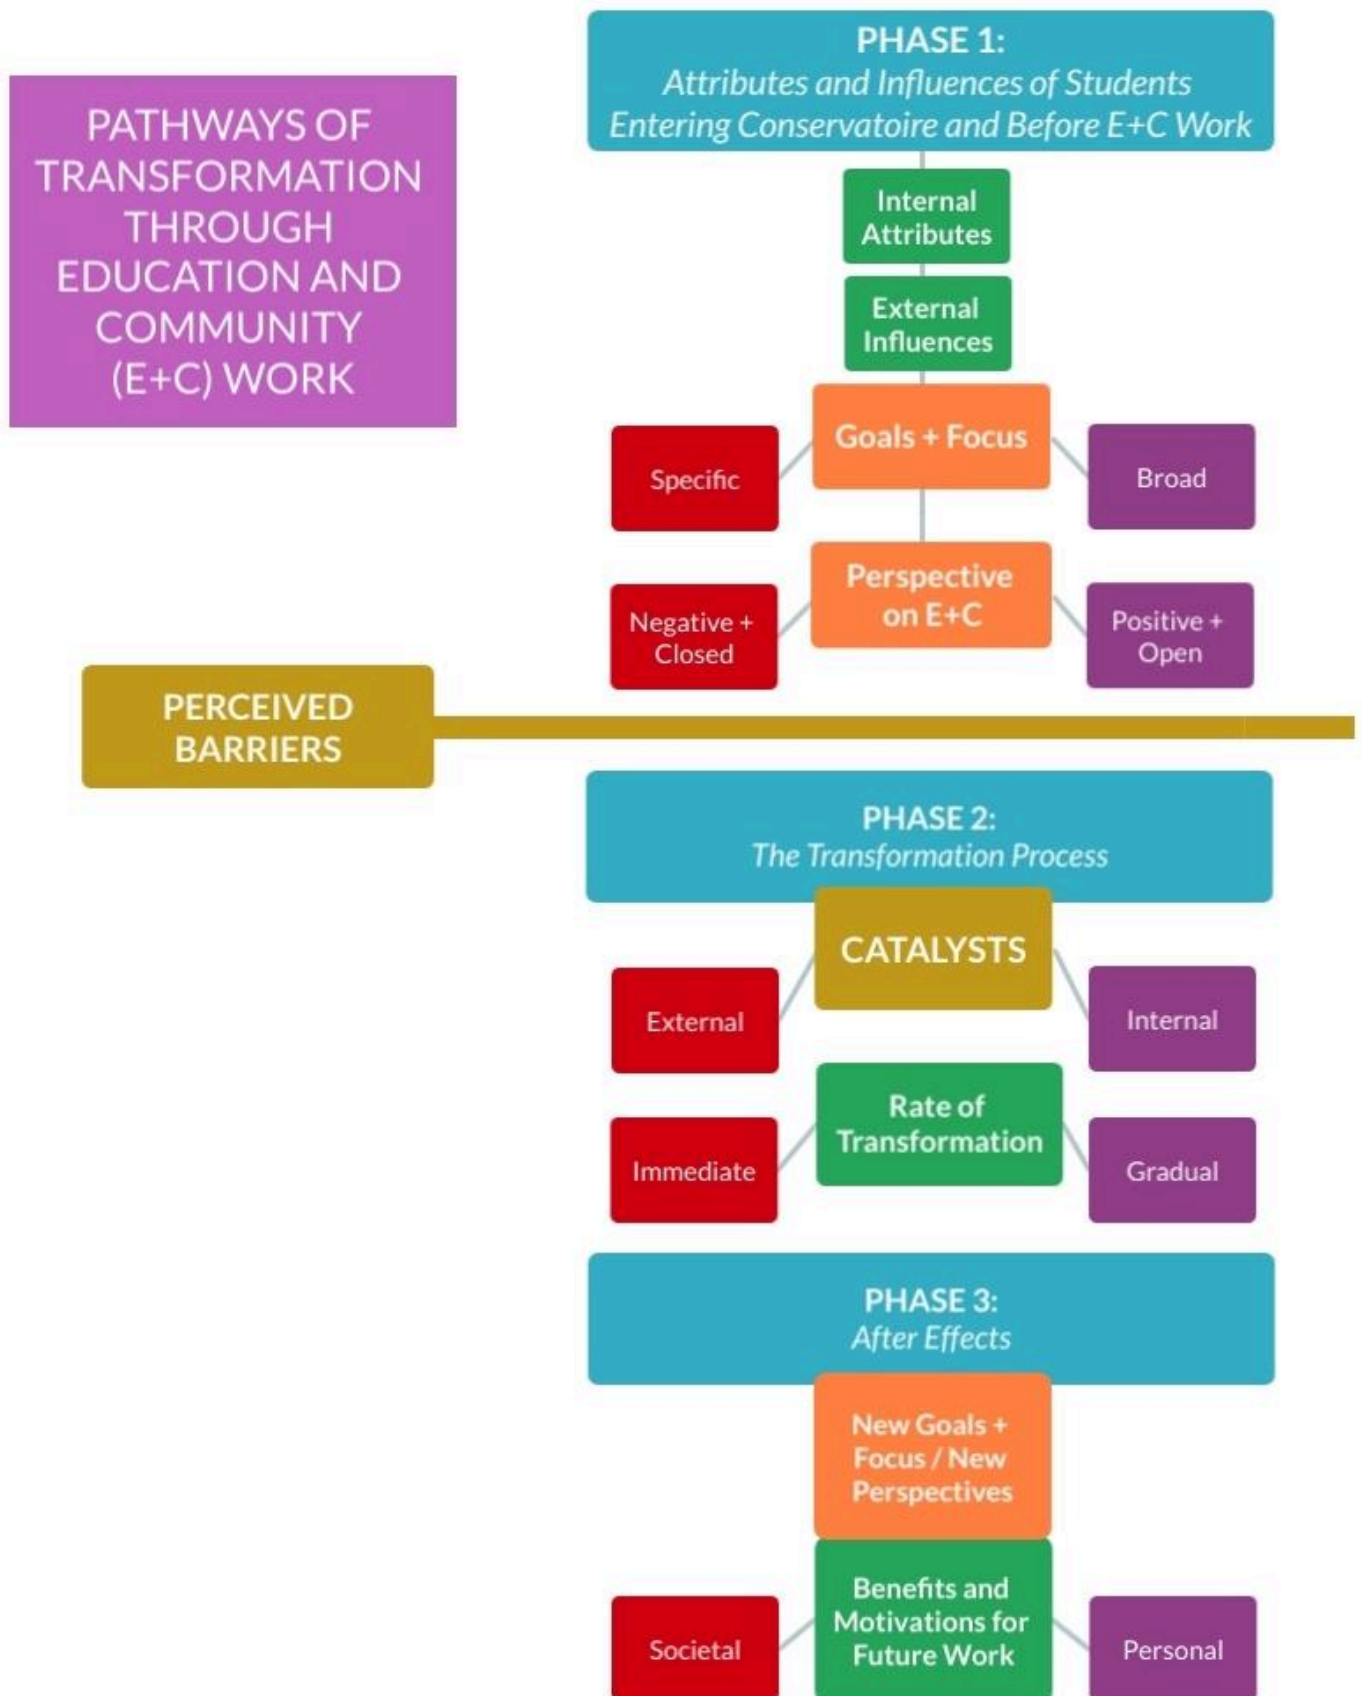 PATHWAYS OF
TRANSFORMATION
THROUGH
EDUCATION AND
COMMUNITY
(E+C) WORK
PHASE 1:
Attributes and Influences of Students
Entering Conservatoire and Before E+C Work
Internal
Attributes
External
Influences
Goals + Focus
Specific
Broad
Perspective
on E+C
Negative +
Closed
Positive +
Open
PERCEIVED
BARRIERS
PHASE 2:
The Transformation Process
CATALYSTS
External
Internal
Rate of
Transformation
Immediate
Gradual
PHASE 3:
After Effects
New Goals +
Focus / New
Perspectives
Benefits and
Motivations for
Future Work
Societal
Personal